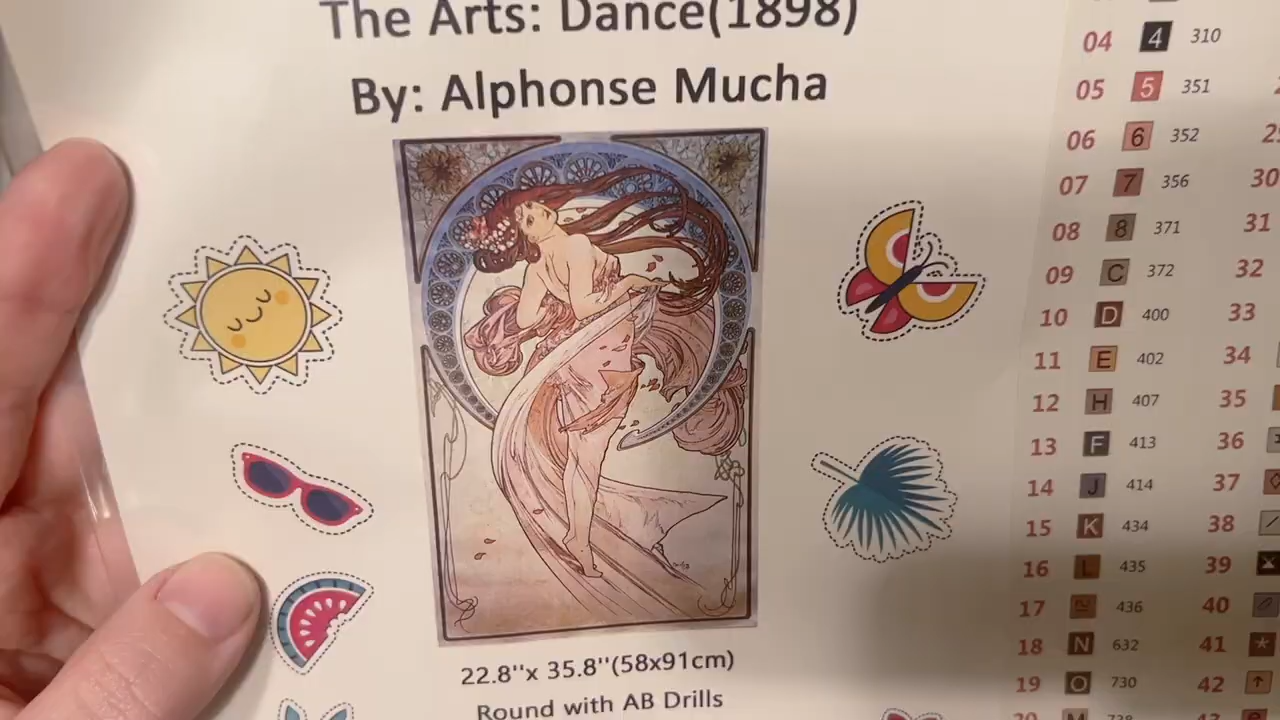 The Arts: Dance(1898)
By: Alphonse Mucha
22.8''x 35.8''(58x91cm)
Round with AB Drills
04 4 310
05 5 351
06 6 352
07 7 356 30
08 8 371 31
09 C 372 32
10 D 400 33
11 E 402 34
12 H 407 35
13 F 413 36
14 J 414 37
15 K 434 38
16 L 435 39
17 436 40
18 N 632 41
19 O 730 42